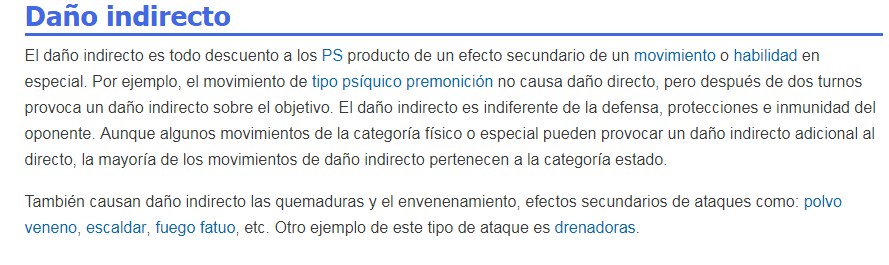 Daño indirecto
El daño indirecto es todo descuento a los PS producto de un efecto secundario de un movimiento o habilidad en
especial. Por ejemplo, el movimiento de tipo psíquico premonición no causa daño directo, pero después de dos turnos
provoca un daño indirecto sobre el objetivo. El daño indirecto es indiferente de la defensa, protecciones e inmunidad del
oponente. Aunque algunos movimientos de la categoría físico o especial pueden provocar un daño indirecto adicional al
directo, la mayoría de los movimientos de daño indirecto pertenecen a la categoría estado.
También causan daño indirecto las quemaduras y el envenenamiento, efectos secundarios de ataques como: polvo
veneno, escaldar, fuego fatuo, etc. Otro ejemplo de este tipo de ataque es drenadoras.